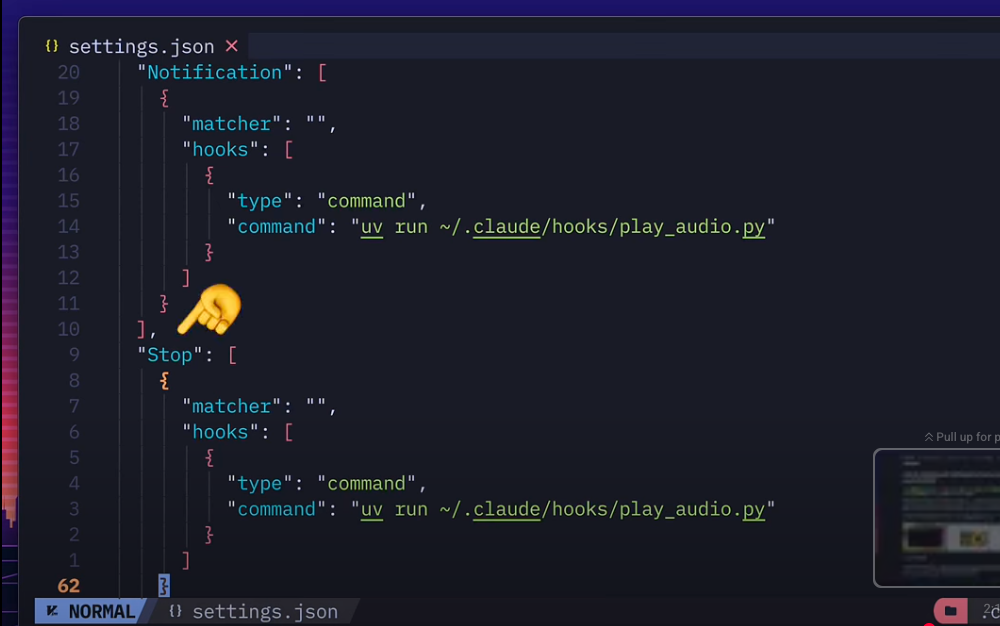 {} settings.json ×
20 "Notification": [
19 {
18 "matcher": "",
17 "hooks": [
16 {
15 "type": "command",
14 "command": "uv run ~/.claude/hooks/play_audio.py"
13 }
12 ]
11 }
10 ],
9 "Stop": [
8 {
7 "matcher": "",
6 "hooks": [
5 {
4 "type": "command",
3 "command": "uv run ~/.claude/hooks/play_audio.py"
2 }
1 ]
62 }
Pull up for p
NORMAL {} settings.json